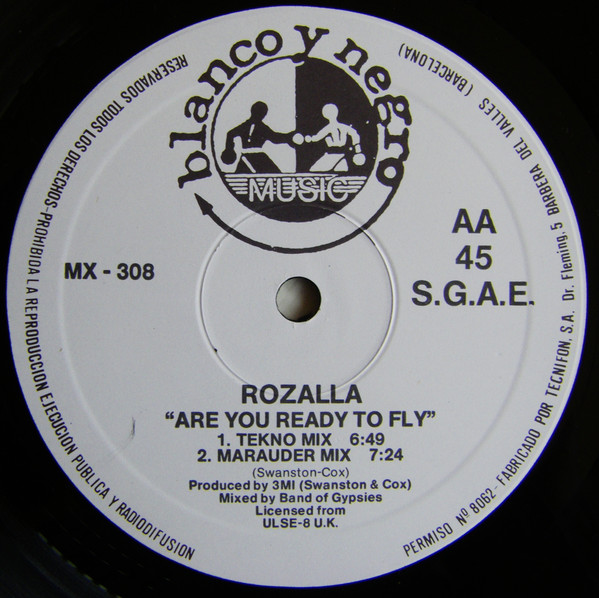 blanco y negro
MUSIC
AA
45
S.G.A.E.
MX - 308
ROZALLA
"ARE YOU READY TO FLY"
1. TEKNO MIX 6:49
2. MARAUDER MIX 7:24
(Swanston-Cox)
Produced by 3MI (Swanston & Cox)
Mixed by Band of Gypsies
Licensed from
ULSE-8 U.K.
RESERVADOS TODOS LOS DERECHOS-PROHIBIDA LA REPRODUCCION EJECUCION PUBLICA Y RADIODIFUSION
PERMISO Nº 8062-FABRICADO POR TECNIFON, S.A. Dr. Fleming, 5 BARBERA DEL VALLES (BARCELONA)